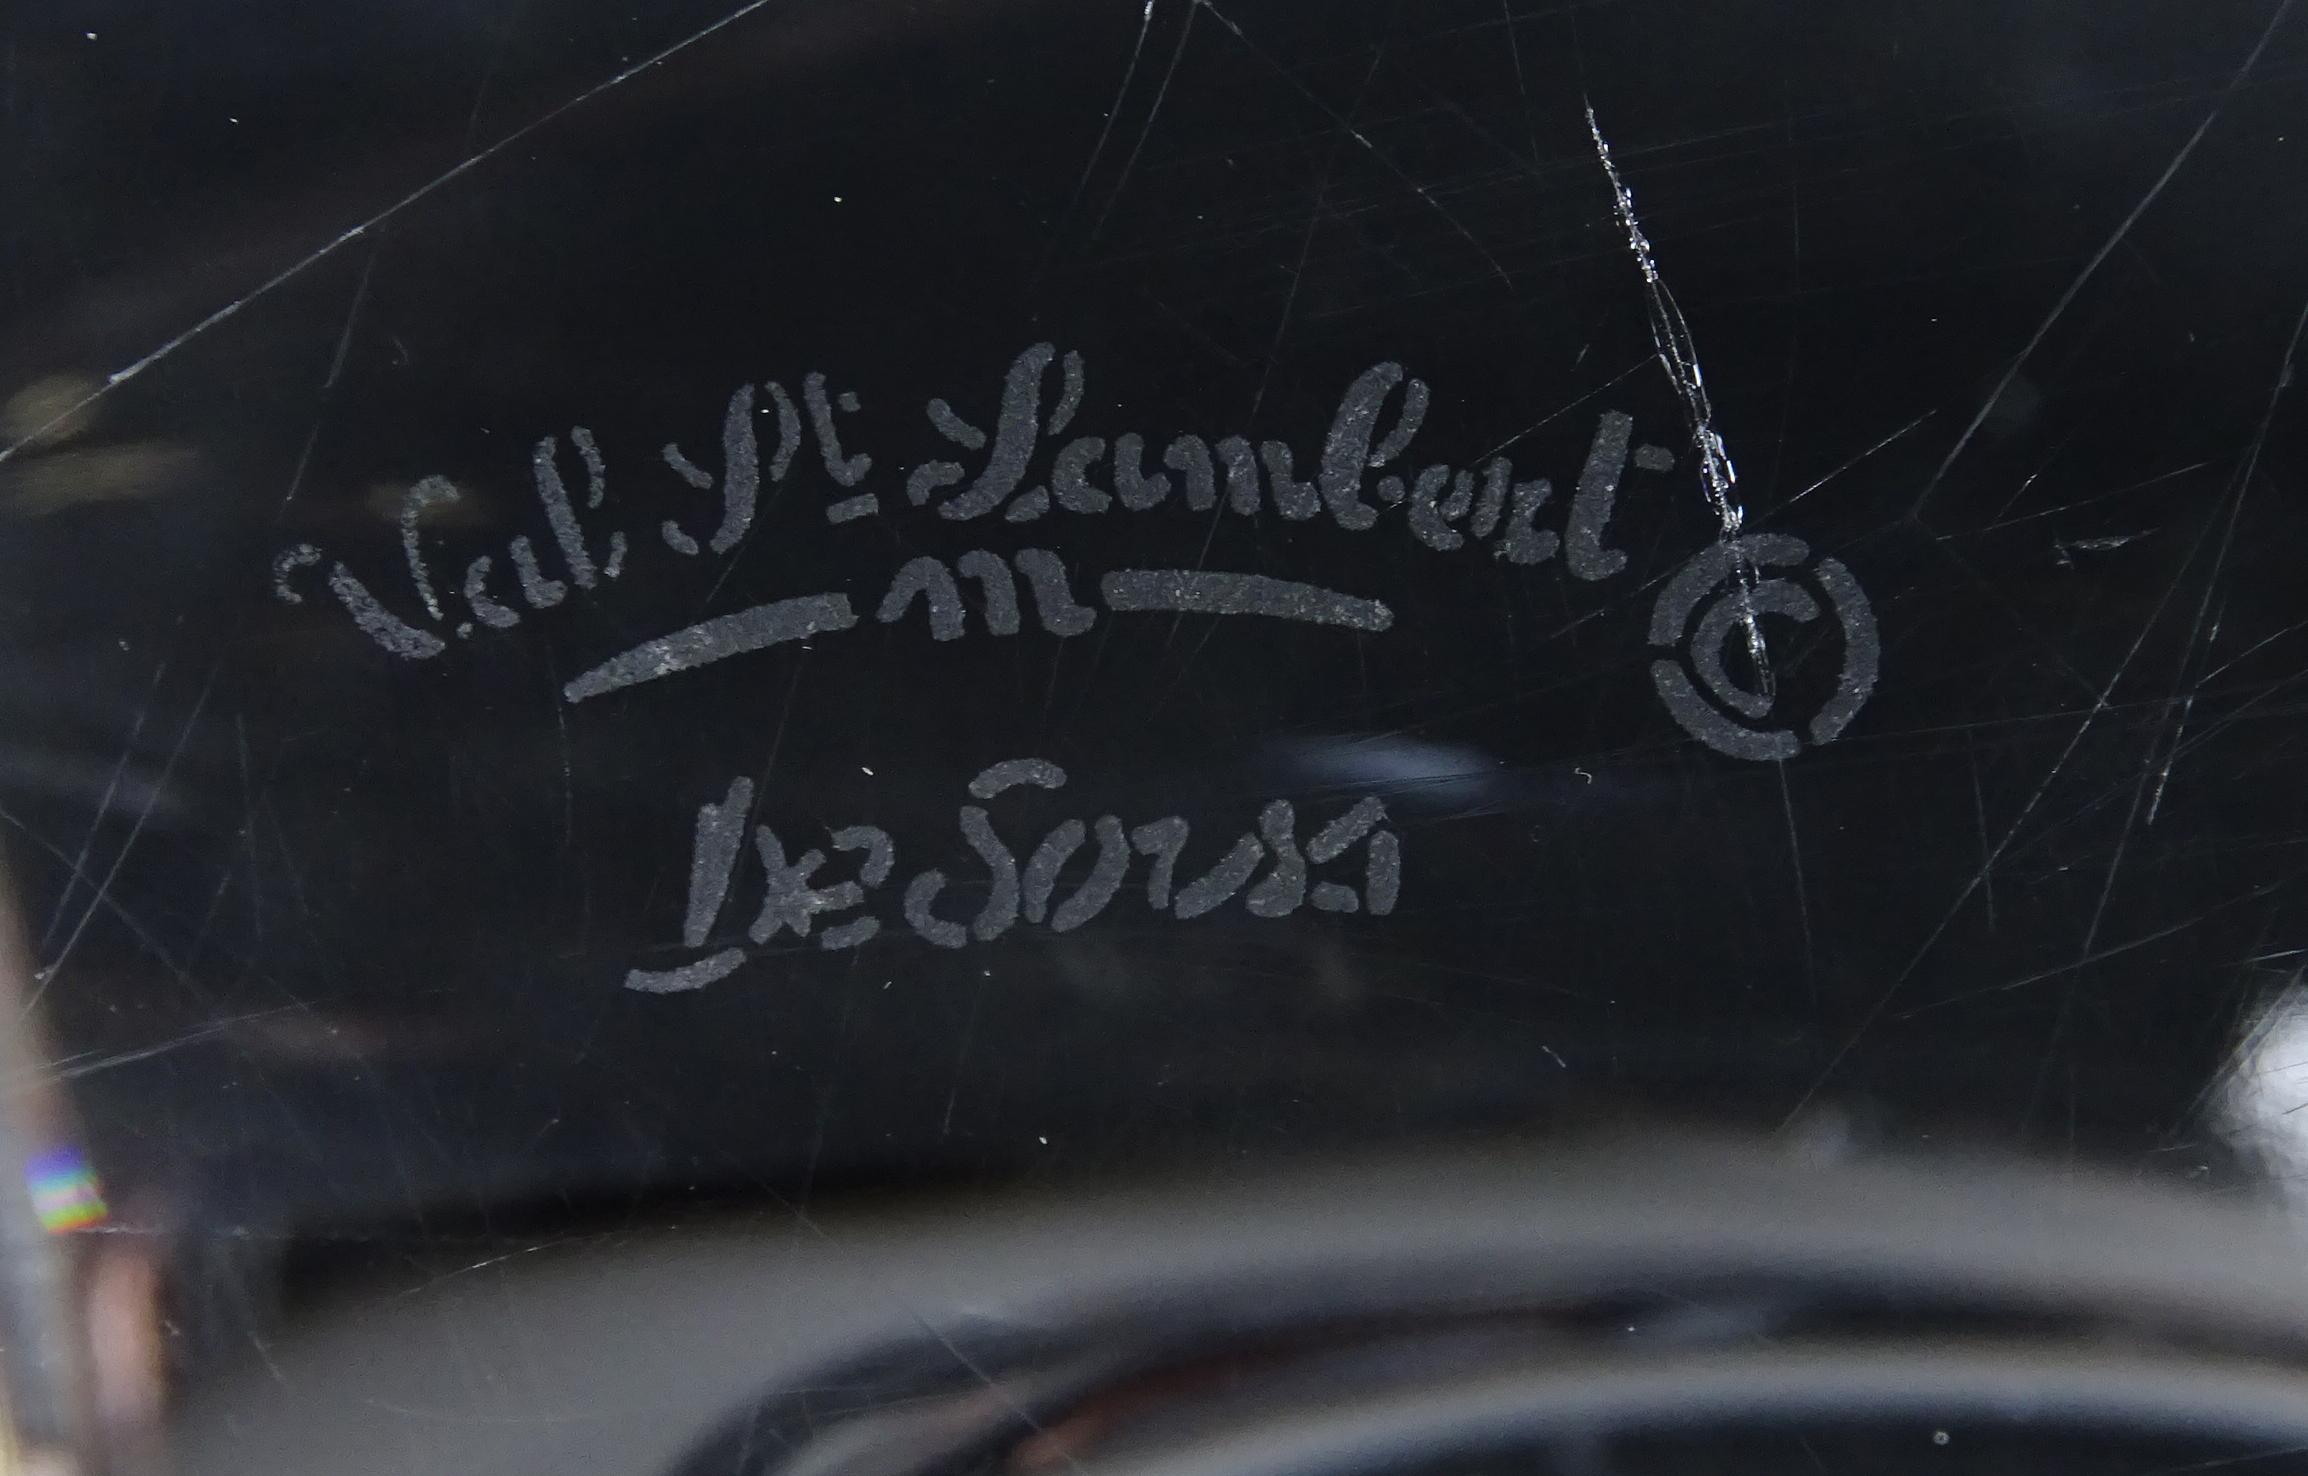 Val St Lambert ©
m
De Sousa